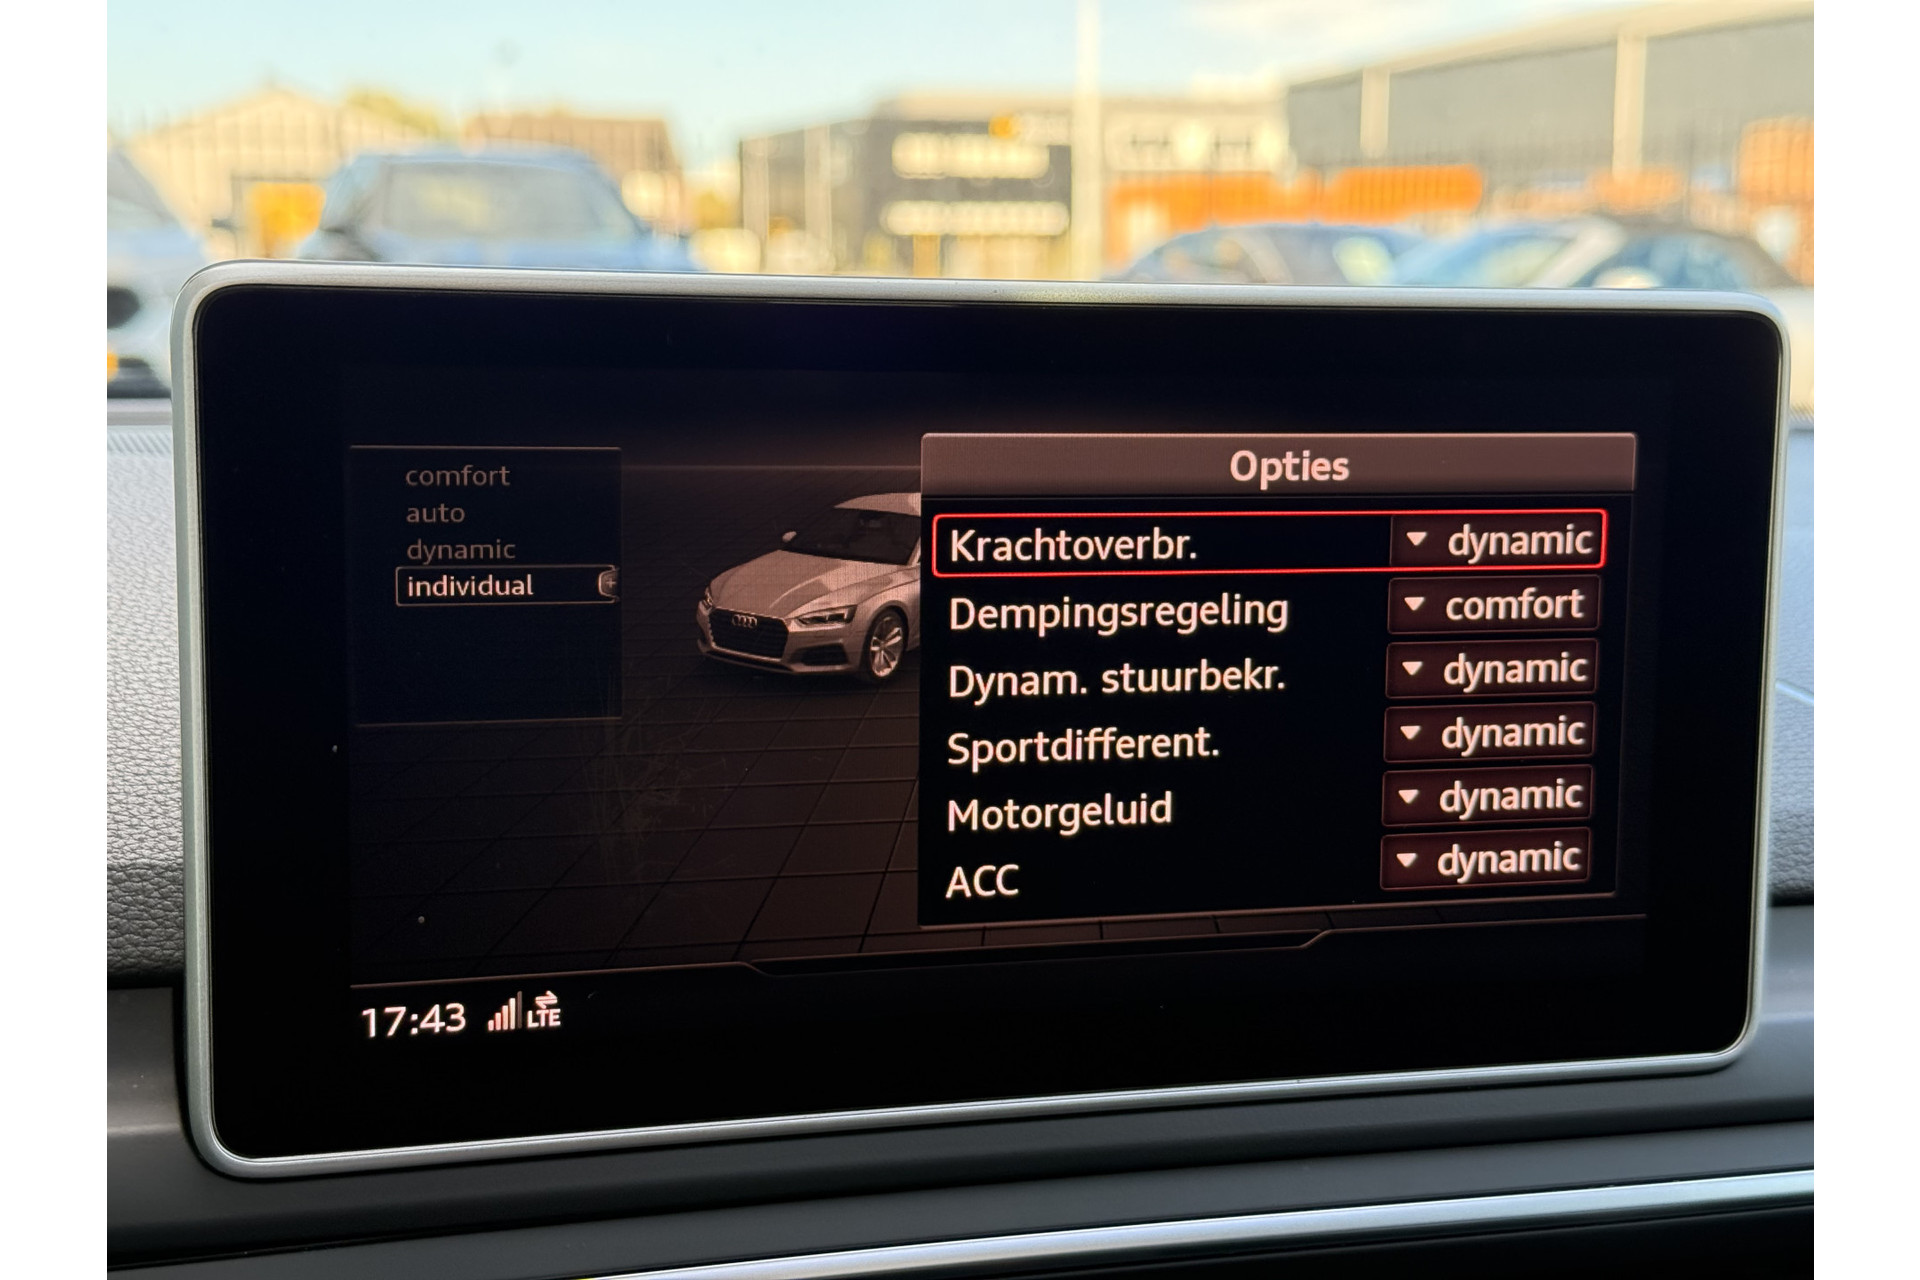 comfort
auto
dynamic
individual
Opties
Krachtoverbr. dynamic
Dempingsregeling comfort
Dynam. stuurbekr. dynamic
Sportdifferent. dynamic
Motorgeluid dynamic
ACC dynamic
17:43 LTE